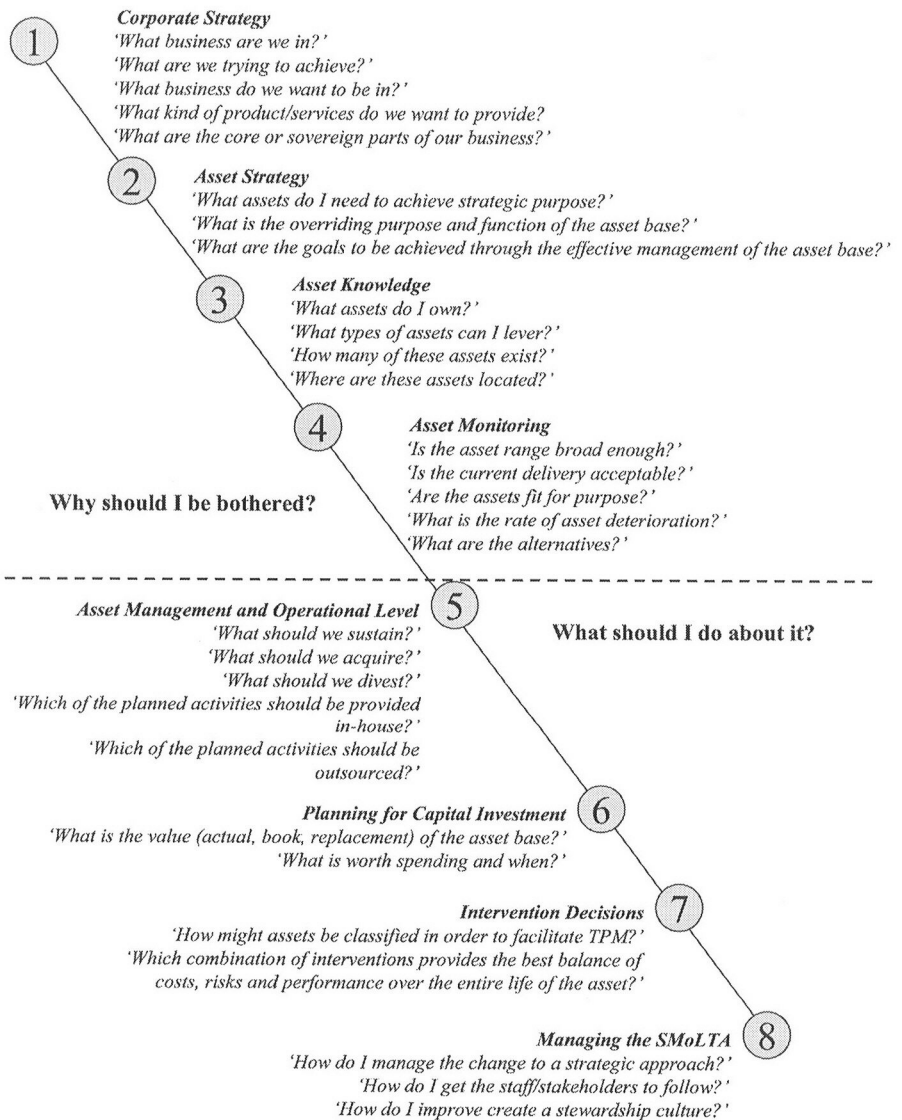 1
Corporate Strategy
‘What business are we in?’
‘What are we trying to achieve?’
‘What business do we want to be in?’
‘What kind of product/services do we want to provide?
‘What are the core or sovereign parts of our business?’
2
Asset Strategy
‘What assets do I need to achieve strategic purpose?’
‘What is the overriding purpose and function of the asset base?’
‘What are the goals to be achieved through the effective management of the asset base?’
3
Asset Knowledge
‘What assets do I own?’
‘What types of assets can I lever?’
‘How many of these assets exist?’
‘Where are these assets located?’
4
Asset Monitoring
‘Is the asset range broad enough?’
‘Is the current delivery acceptable?’
‘Are the assets fit for purpose?’
‘What is the rate of asset deterioration?’
‘What are the alternatives?’
Why should I be bothered?
5
Asset Management and Operational Level
‘What should we sustain?’
‘What should we acquire?’
‘What should we divest?’
‘Which of the planned activities should be provided
in-house?’
‘Which of the planned activities should be
outsourced?’
What should I do about it?
6
Planning for Capital Investment
‘What is the value (actual, book, replacement) of the asset base?’
‘What is worth spending and when?’
7
Intervention Decisions
‘How might assets be classified in order to facilitate TPM?’
‘Which combination of interventions provides the best balance of
costs, risks and performance over the entire life of the asset?’
8
Managing the SMoLTA
‘How do I manage the change to a strategic approach?’
‘How do I get the staff/stakeholders to follow?’
‘How do I improve create a stewardship culture?’